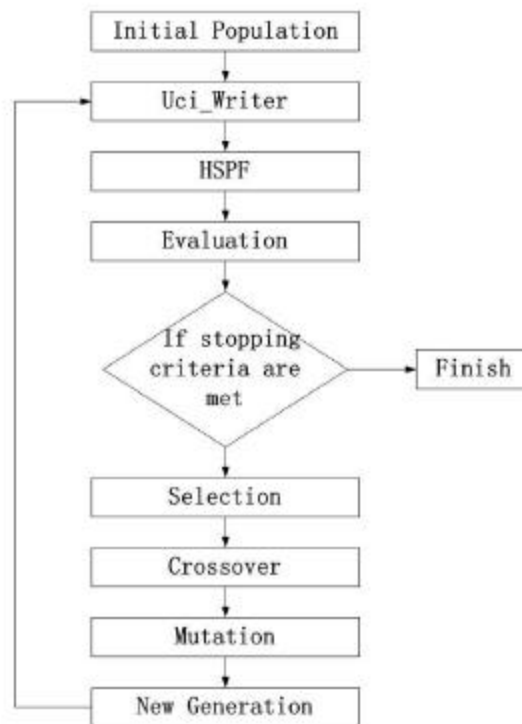 Initial Population
Uci_Writer
HSPF
Evaluation
If stopping
criteria are
met
Finish
Selection
Crossover
Mutation
New Generation